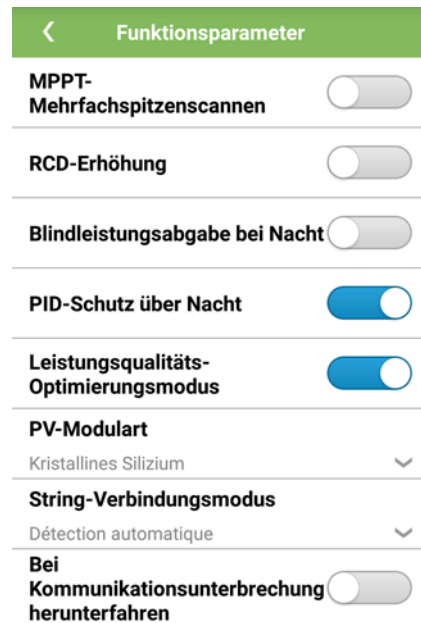 Funktionsparameter
MPPT-
Mehrfachspitzenscannen
RCD-Erhöhung
Blindleistungsabgabe bei Nacht
PID-Schutz über Nacht
Leistungsqualitäts-
Optimierungsmodus
PV-Modulart
Kristallines Silizium
String-Verbindungsmodus
Détection automatique
Bei
Kommunikationsunterbrechung
herunterfahren